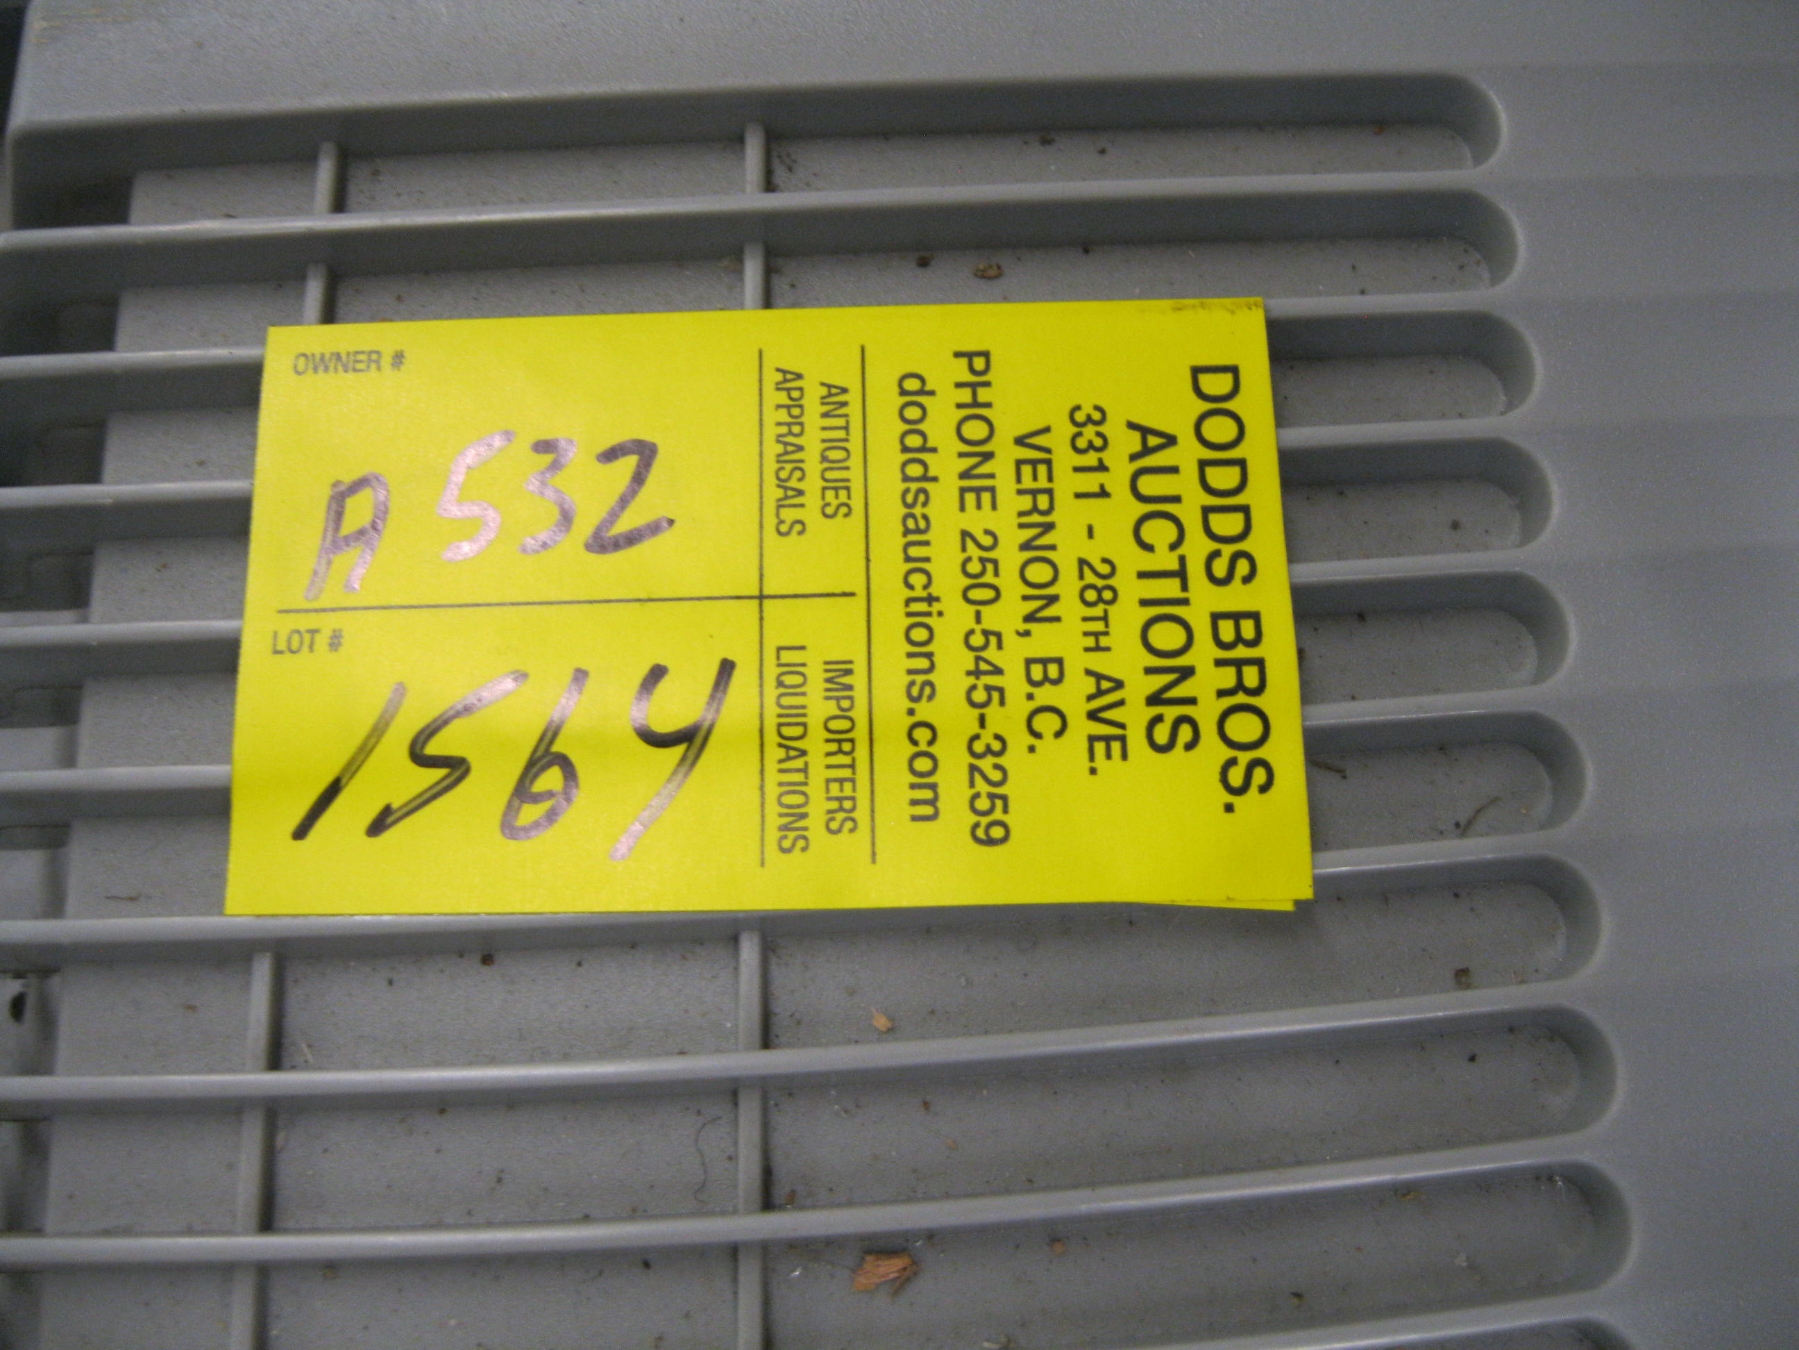 DODDS BROS.
AUCTIONS
3311 - 28TH AVE.
VERNON, B.C.
PHONE 250-545-3259
doddsauctions.com
ANTIQUES IMPORTERS
APPRAISALS LIQUIDATIONS
OWNER #
A 532
LOT #
1564